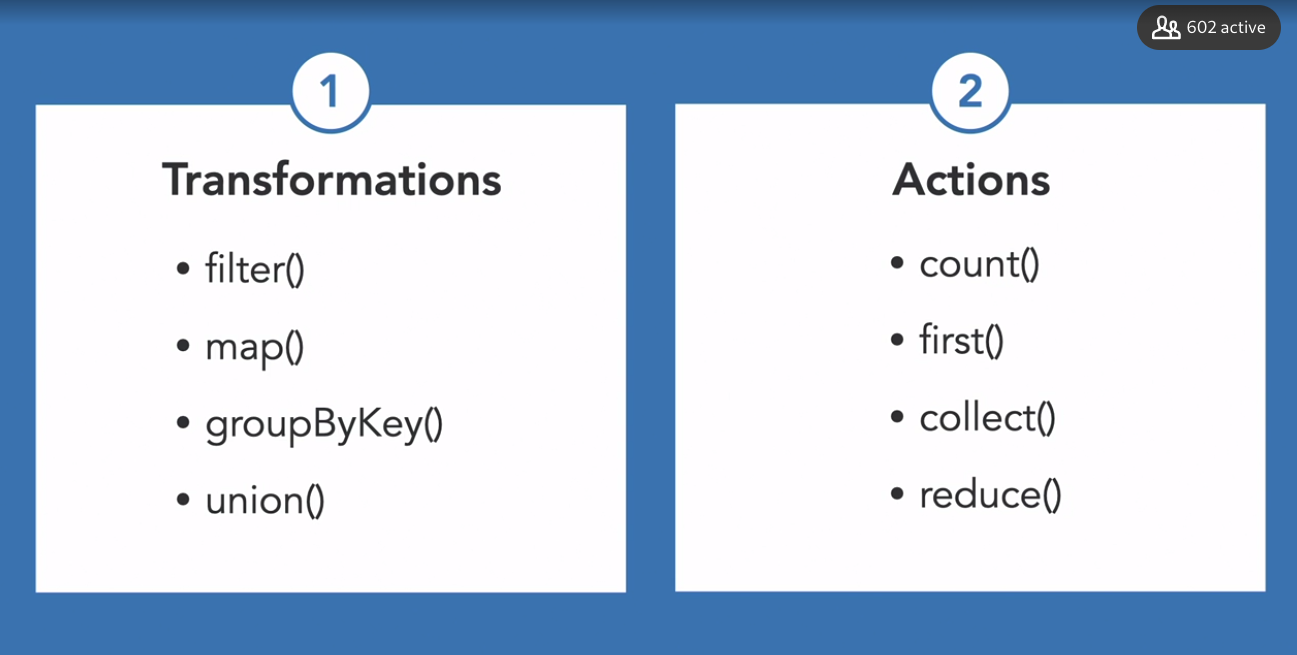 602 active
1
Transformations
• filter()
• map()
• groupByKey()
• union()
2
Actions
• count()
• first()
• collect()
• reduce()